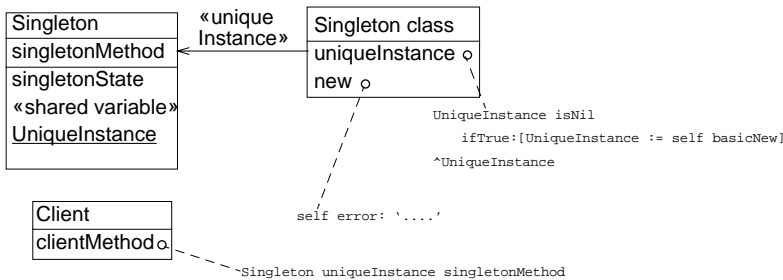 Singleton
singletonMethod
singletonState
«shared variable»
UniqueInstance
«unique
Instance»
Singleton class
uniqueInstance
new
UniqueInstance isNil
ifTrue:[UniqueInstance := self basicNew]
^UniqueInstance
self error: ‘....’
Client
clientMethod
Singleton uniqueInstance singletonMethod